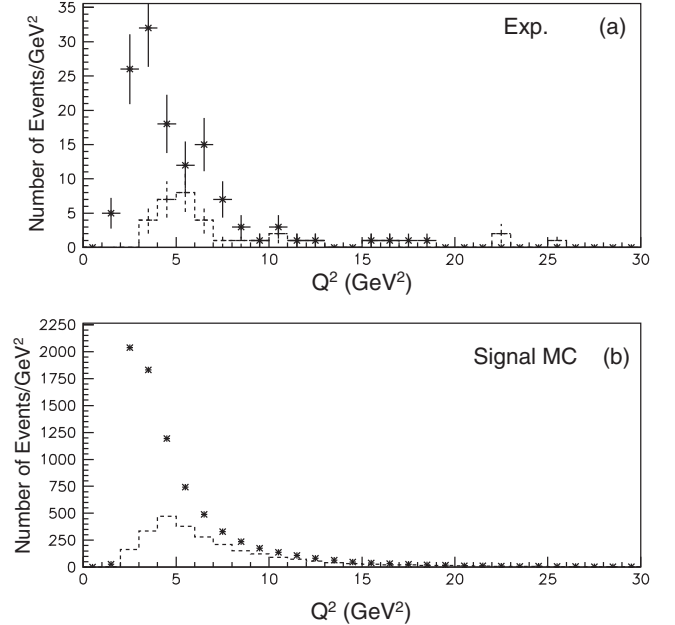 35
30
25
20
15
10
5
0
Number of Events/GeV²
Exp. (a)
0 5 10 15 20 25 30
Q² (GeV²)
2250
2000
1750
1500
1250
1000
750
500
250
0
Number of Events/GeV²
Signal MC (b)
0 5 10 15 20 25 30
Q² (GeV²)